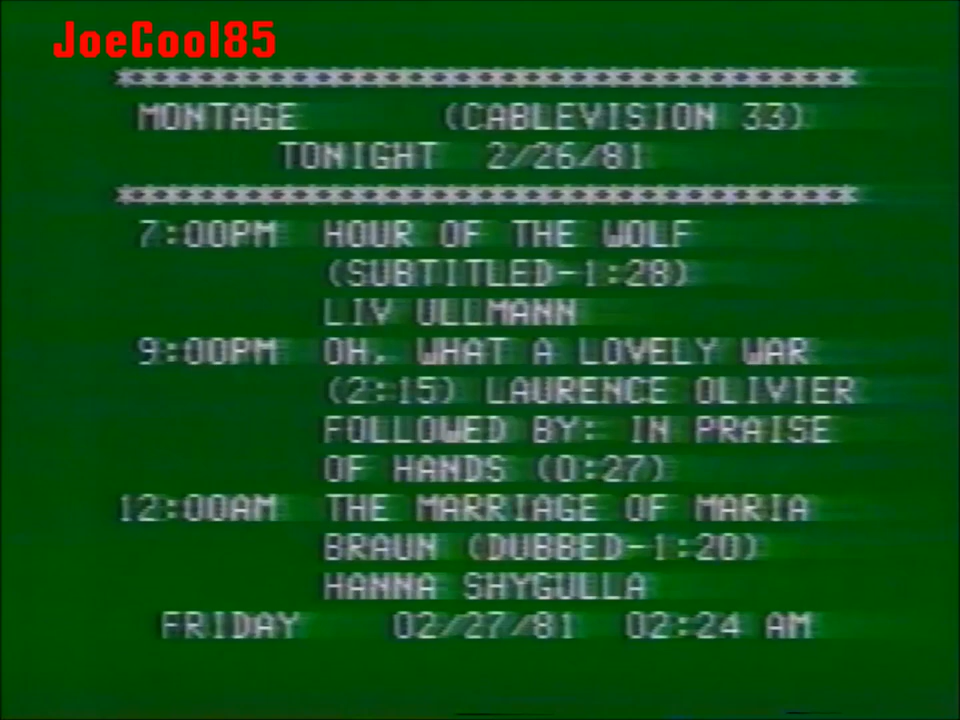 JoeCool85
*****************************************
MONTAGE (CABLEVISION 33)
TONIGHT 2/26/81
*****************************************
7:00PM HOUR OF THE WOLF
(SUBTITLED-1:28)
LIV ULLMANN
9:00PM OH, WHAT A LOVELY WAR
(2:15) LAURENCE OLIVIER
FOLLOWED BY: IN PRAISE
OF HANDS (0:27)
12:00AM THE MARRIAGE OF MARIA
BRAUN (DUBBED-1:20)
HANNA SHYGULLA
FRIDAY 02/27/81 02:24 AM